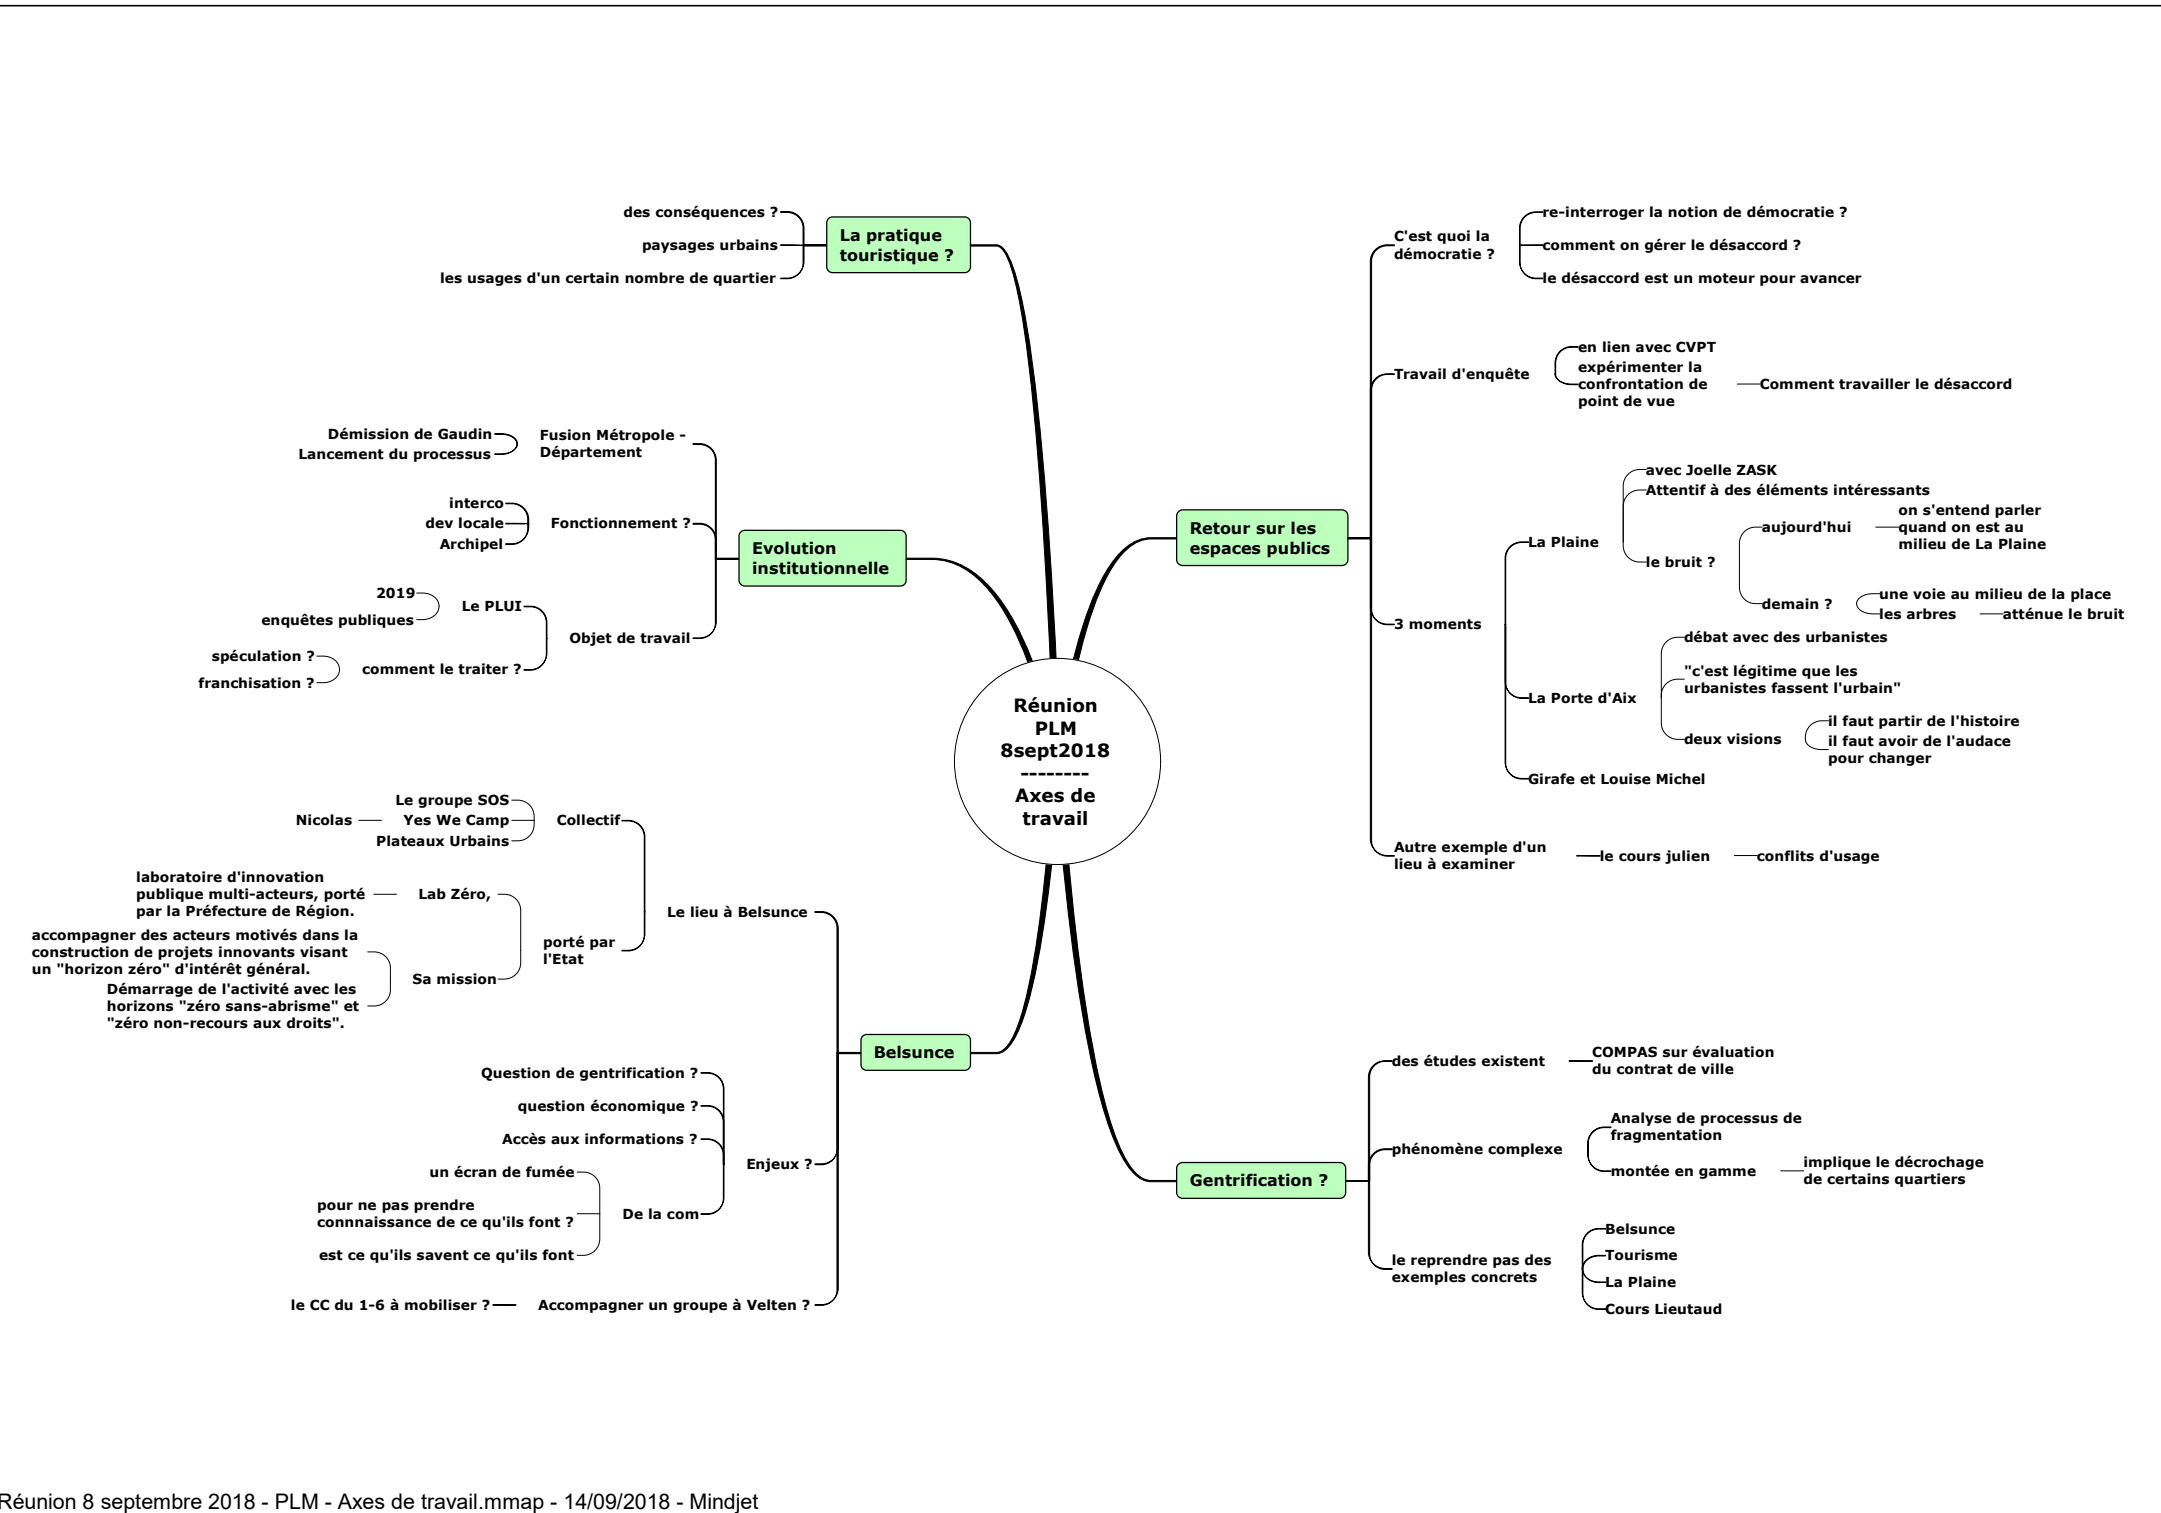 Réunion
PLM
8sept2018
--------
Axes de
travail
Retour sur les
espaces publics
C'est quoi la
démocratie ?
re-interroger la notion de démocratie ?
comment on gérer le désaccord ?
le désaccord est un moteur pour avancer
Travail d'enquête
en lien avec CVPT
expérimenter la
confrontation de
point de vue
Comment travailler le désaccord
3 moments
La Plaine
avec Joelle ZASK
Attentif à des éléments intéressants
le bruit ?
aujourd'hui
on s'entend parler
quand on est au
milieu de La Plaine
demain ?
une voie au milieu de la place
les arbres
atténue le bruit
La Porte d'Aix
débat avec des urbanistes
"c'est légitime que les
urbanistes fassent l'urbain"
deux visions
il faut partir de l'histoire
il faut avoir de l'audace
pour changer
Girafe et Louise Michel
Autre exemple d'un
lieu à examiner
le cours julien
conflits d'usage
Gentrification ?
des études existent
COMPAS sur évaluation
du contrat de ville
phénomène complexe
Analyse de processus de
fragmentation
montée en gamme
implique le décrochage
de certains quartiers
le reprendre pas des
exemples concrets
Belsunce
Tourisme
La Plaine
Cours Lieutaud
Belsunce
Le lieu à Belsunce
Collectif
Le groupe SOS
Yes We Camp
Nicolas
Plateaux Urbains
porté par
l'Etat
Lab Zéro,
laboratoire d'innovation
publique multi-acteurs, porté
par la Préfecture de Région.
Sa mission
accompagner des acteurs motivés dans la
construction de projets innovants visant
un "horizon zéro" d'intérêt général.
Démarrage de l'activité avec les
horizons "zéro sans-abrisme" et
"zéro non-recours aux droits".
Enjeux ?
Question de gentrification ?
question économique ?
Accès aux informations ?
De la com
un écran de fumée
pour ne pas prendre
connnaissance de ce qu'ils font ?
est ce qu'ils savent ce qu'ils font
Accompagner un groupe à Velten ?
le CC du 1-6 à mobiliser ?
Evolution
institutionnelle
Fusion Métropole -
Département
Démission de Gaudin
Lancement du processus
Fonctionnement ?
interco
dev locale
Archipel
Objet de travail
Le PLUI
2019
enquêtes publiques
comment le traiter ?
spéculation ?
franchisation ?
La pratique
touristique ?
des conséquences ?
paysages urbains
les usages d'un certain nombre de quartier
Réunion 8 septembre 2018 - PLM - Axes de travail.mmap - 14/09/2018 - Mindjet